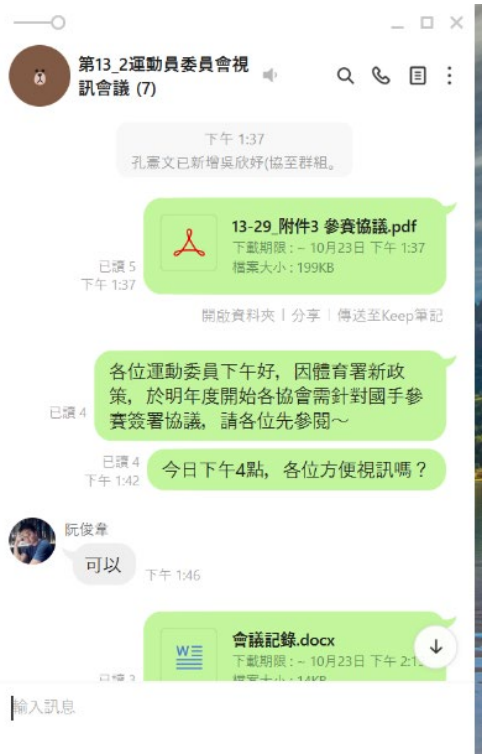 第13_2運動員委員會視
訊會議 (7)
下午 1:37
孔憲文已新增吳欣妤(協至群組。
13-29_附件3 參賽協議.pdf
下載期限 : ~ 10月23日 下午 1:37
檔案大小 : 199KB
已讀 5
下午 1:37
開啟資料夾 | 分享 | 傳送至Keep筆記
各位運動委員下午好，因體育署新政
策，於明年度開始各協會需針對國手參
賽簽署協議，請各位先參閱～
已讀 4
今日下午4點，各位方便視訊嗎？
已讀 4
下午 1:42
阮俊韋
可以
下午 1:46
會議記錄.docx
下載期限 : ~ 10月23日 下午 2:1
檔案大小 : 14KB
已讀 3
輸入訊息